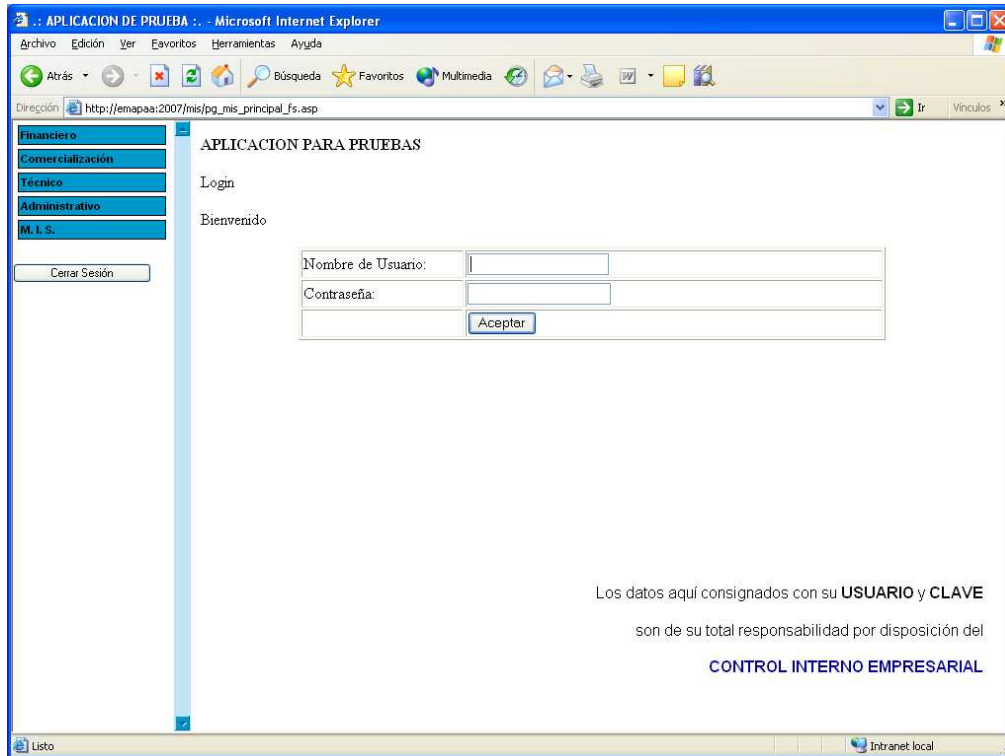 .: APLICACION DE PRUEBA :. - Microsoft Internet Explorer
Archivo Edición Ver Favoritos Herramientas Ayuda
Atrás Búsqueda Favoritos Multimedia
Dirección http://emapaa:2007/mis/pg_mis_principal_fs.asp Ir Vínculos »
Financiero
Comercialización
Técnico
Administrativo
M. I. S.
Cerrar Sesión
APLICACION PARA PRUEBAS
Login
Bienvenido
Nombre de Usuario:
Contraseña:
Aceptar
Los datos aquí consignados con su USUARIO y CLAVE
son de su total responsabilidad por disposición del
CONTROL INTERNO EMPRESARIAL
Listo Intranet local